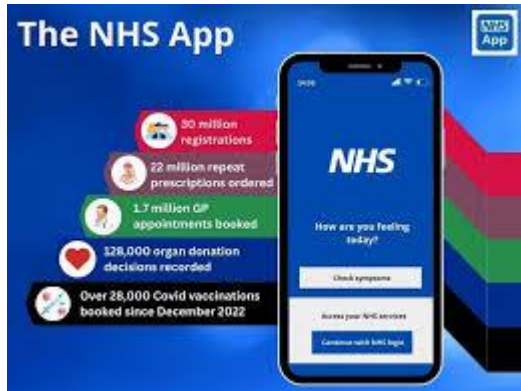 The NHS App
NHS
App
30 million
registrations
22 million repeat
prescriptions ordered
1.7 million GP
appointments booked
128,000 organ donation
decisions recorded
Over 28,000 Covid vaccinations
booked since December 2022
NHS
How are you feeling
today?
Check symptoms
Access your NHS services
Continue with NHS login